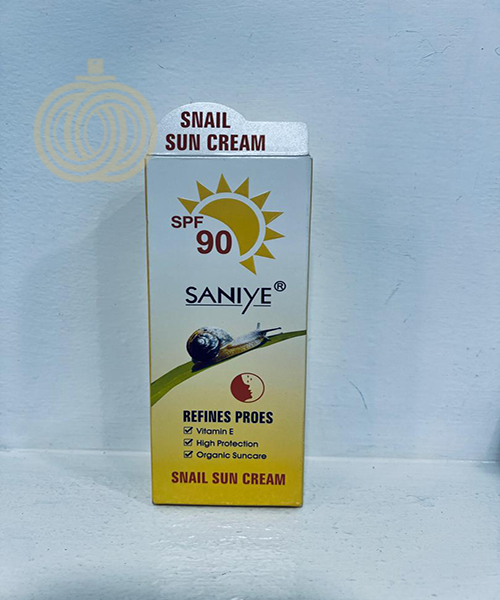 SNAIL
SUN CREAM
SPF
90
SANIYE®
REFINES PROES
Vitamin E
High Protection
Organic Suncare
SNAIL SUN CREAM